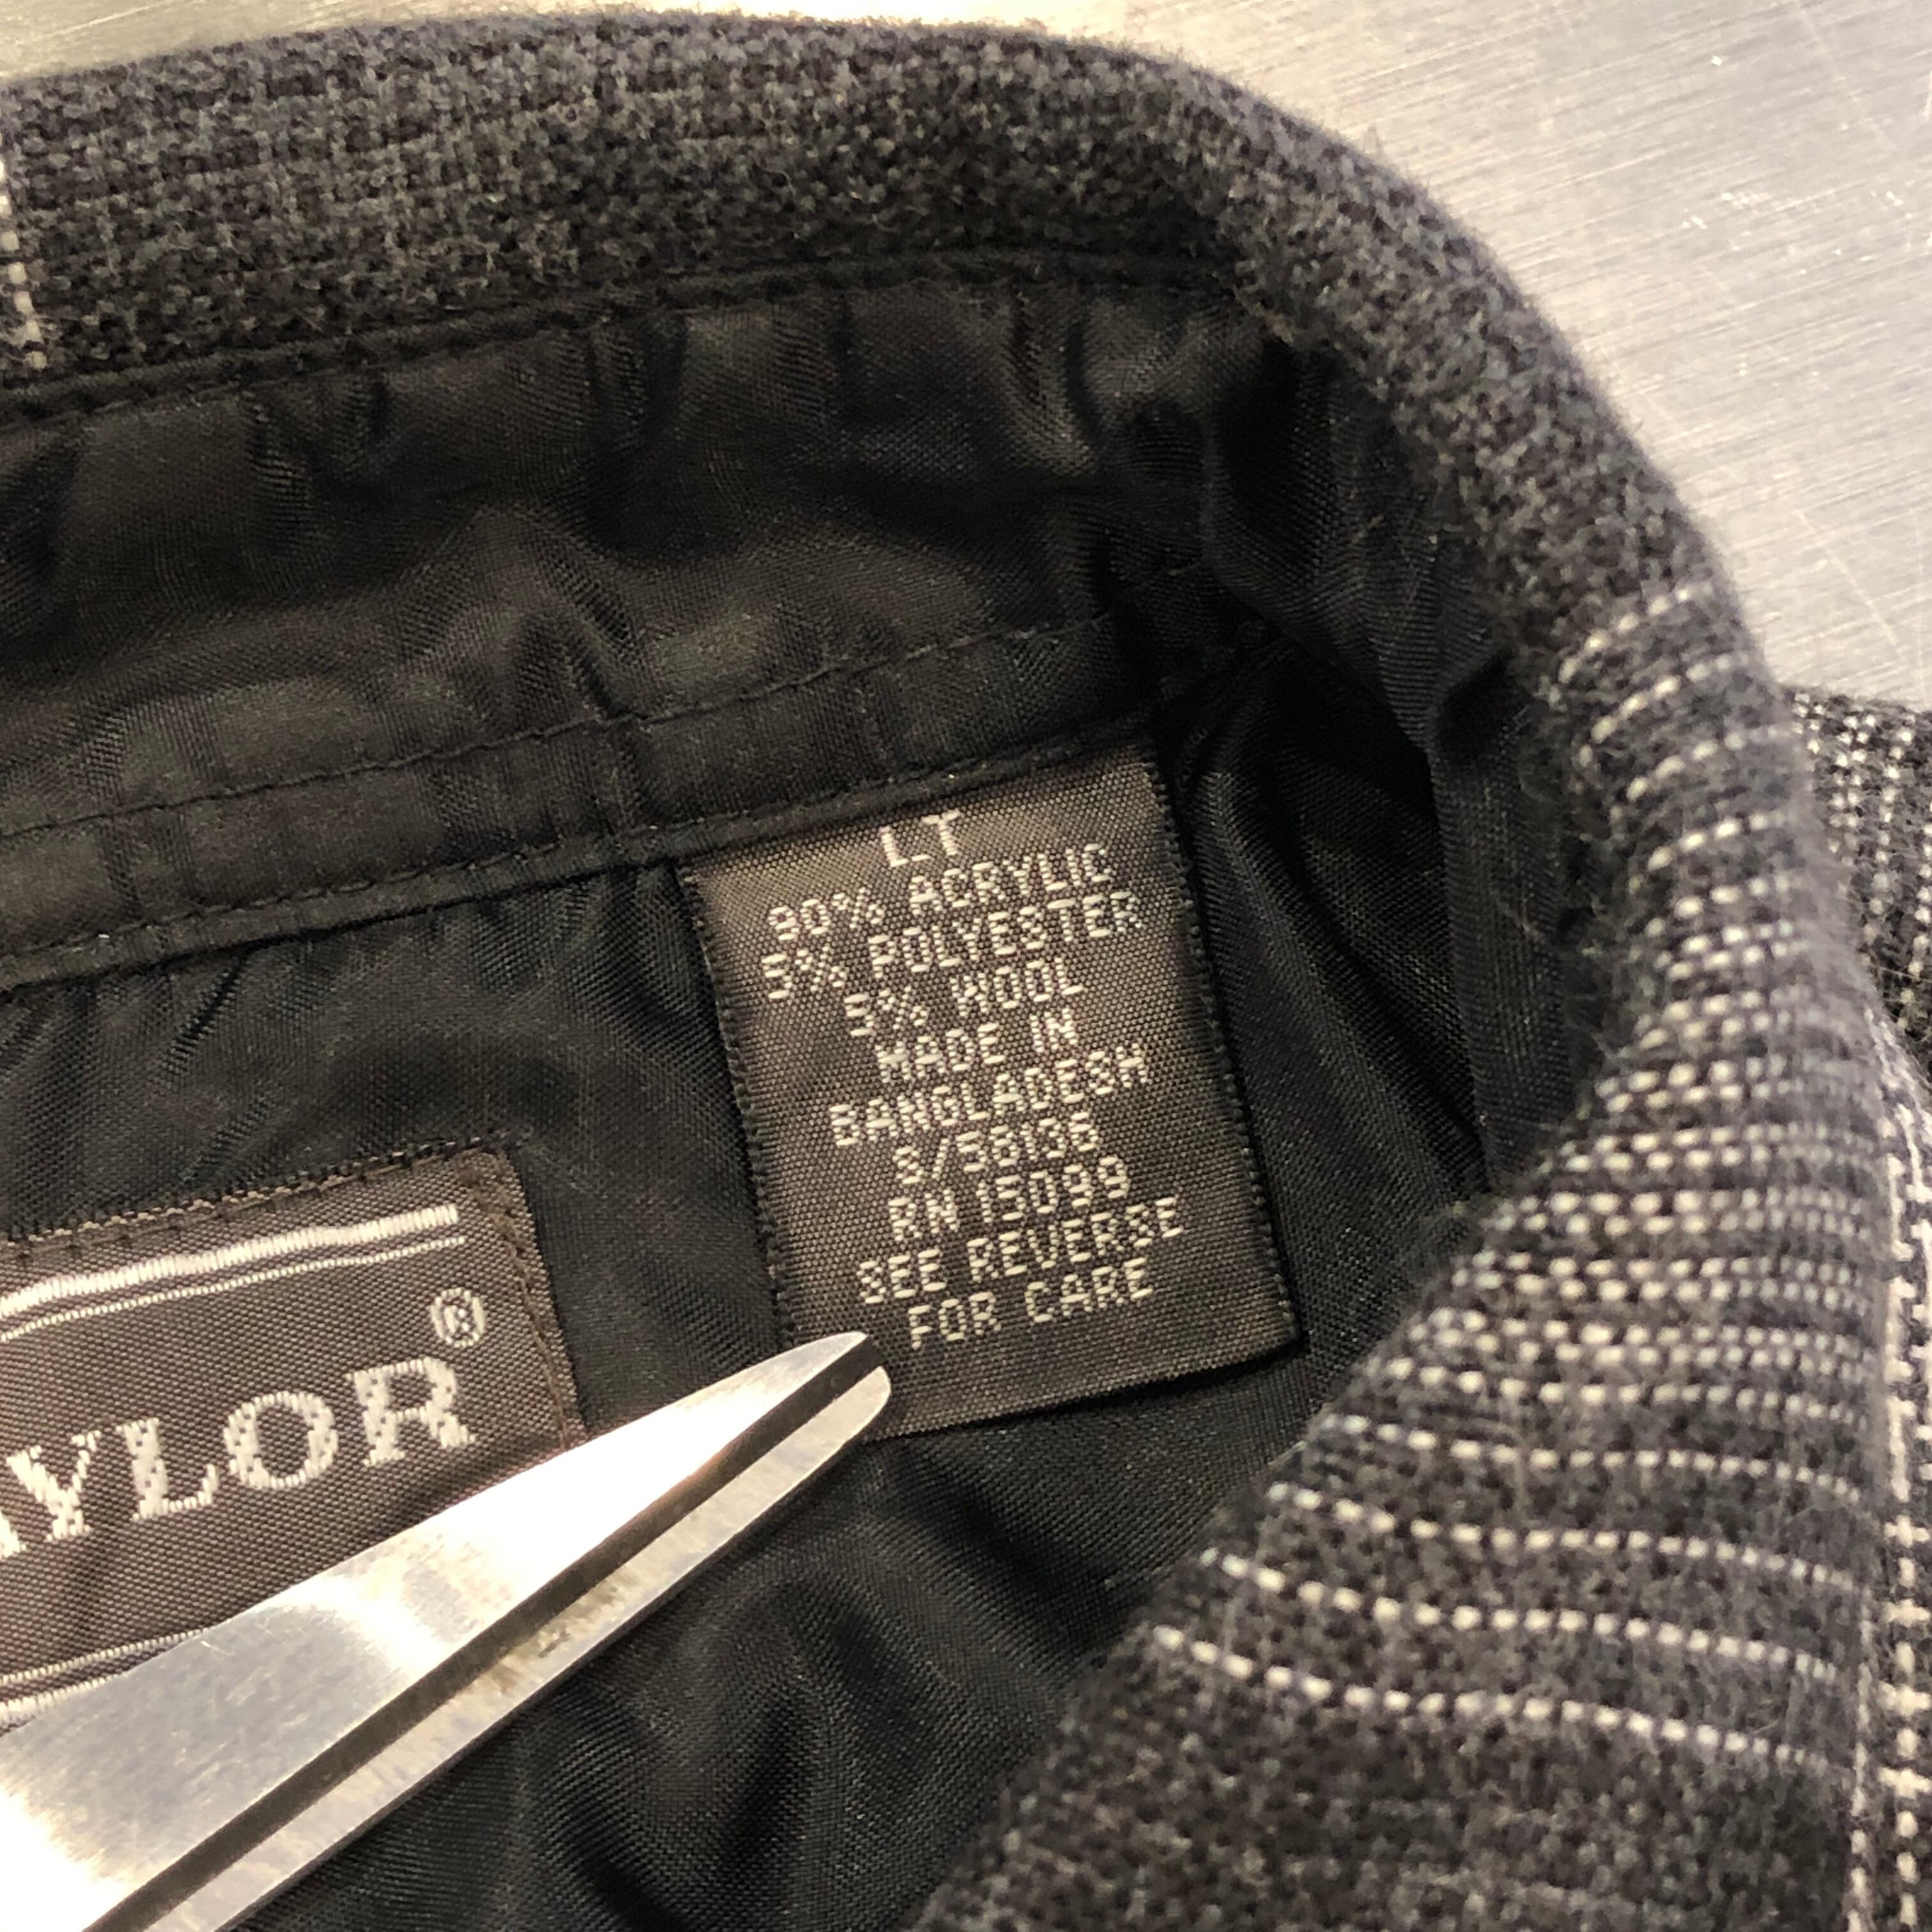 LT
90% ACRYLIC
5% POLYESTER
5% WOOL
MADE IN
BANGLADESH
S/58136
RN 15099
SEE REVERSE
FOR CARE
AYLOR®